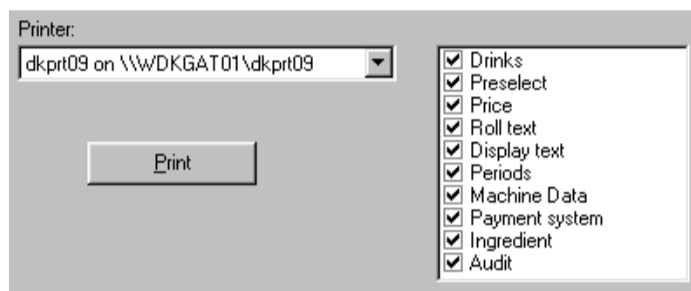 Printer:
dkprt09 on \\WDKGAT01\dkprt09
Print
Drinks
Preselect
Price
Roll text
Display text
Periods
Machine Data
Payment system
Ingredient
Audit